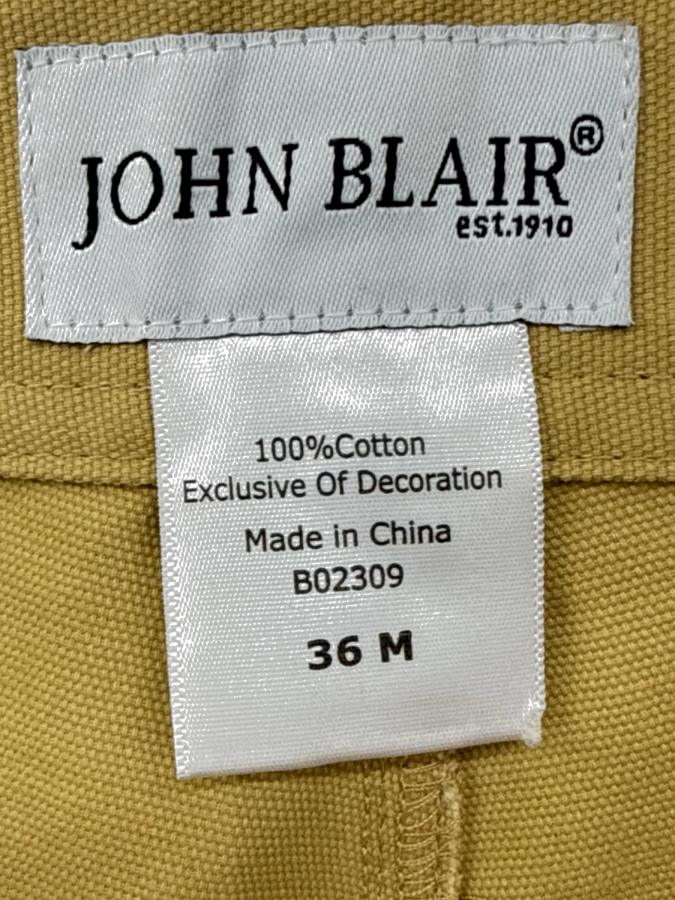 JOHN BLAIR®
est.1910
100%Cotton
Exclusive Of Decoration
Made in China
B02309
36 M